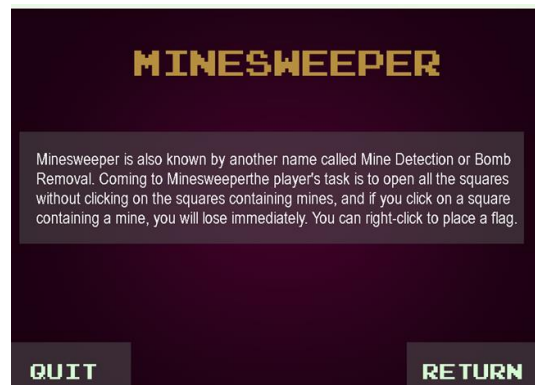 MINESWEEPER
Minesweeper is also known by another name called Mine Detection or Bomb
Removal. Coming to Minesweeperthe player's task is to open all the squares
without clicking on the squares containing mines, and if you click on a square
containing a mine, you will lose immediately. You can right-click to place a flag.
QUIT
RETURN